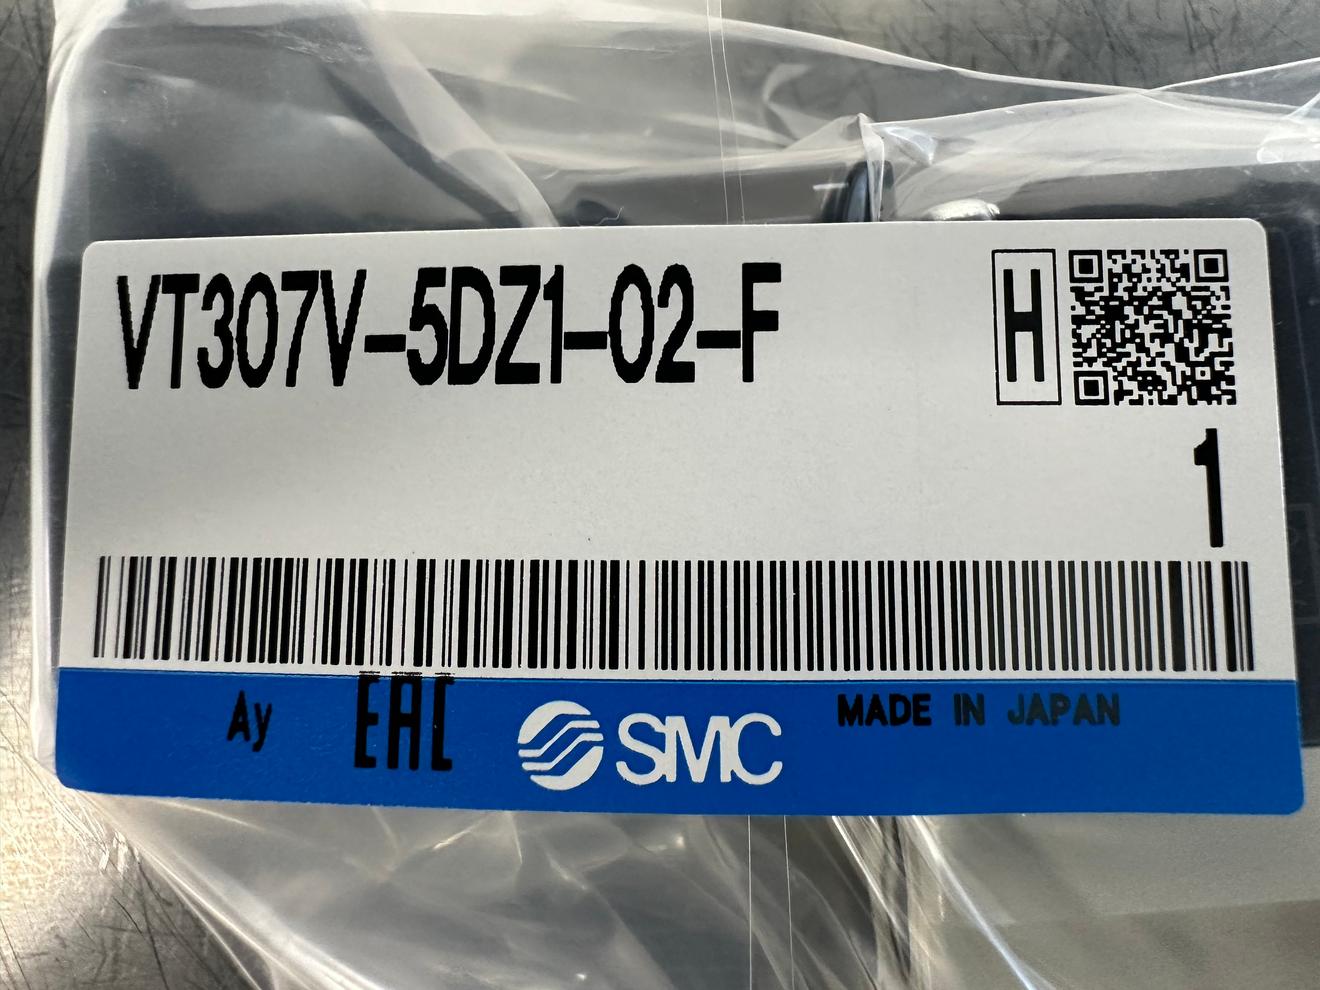 VT307V-5DZ1-02-F
H
1
Ay
EAC
SMC
MADE IN JAPAN